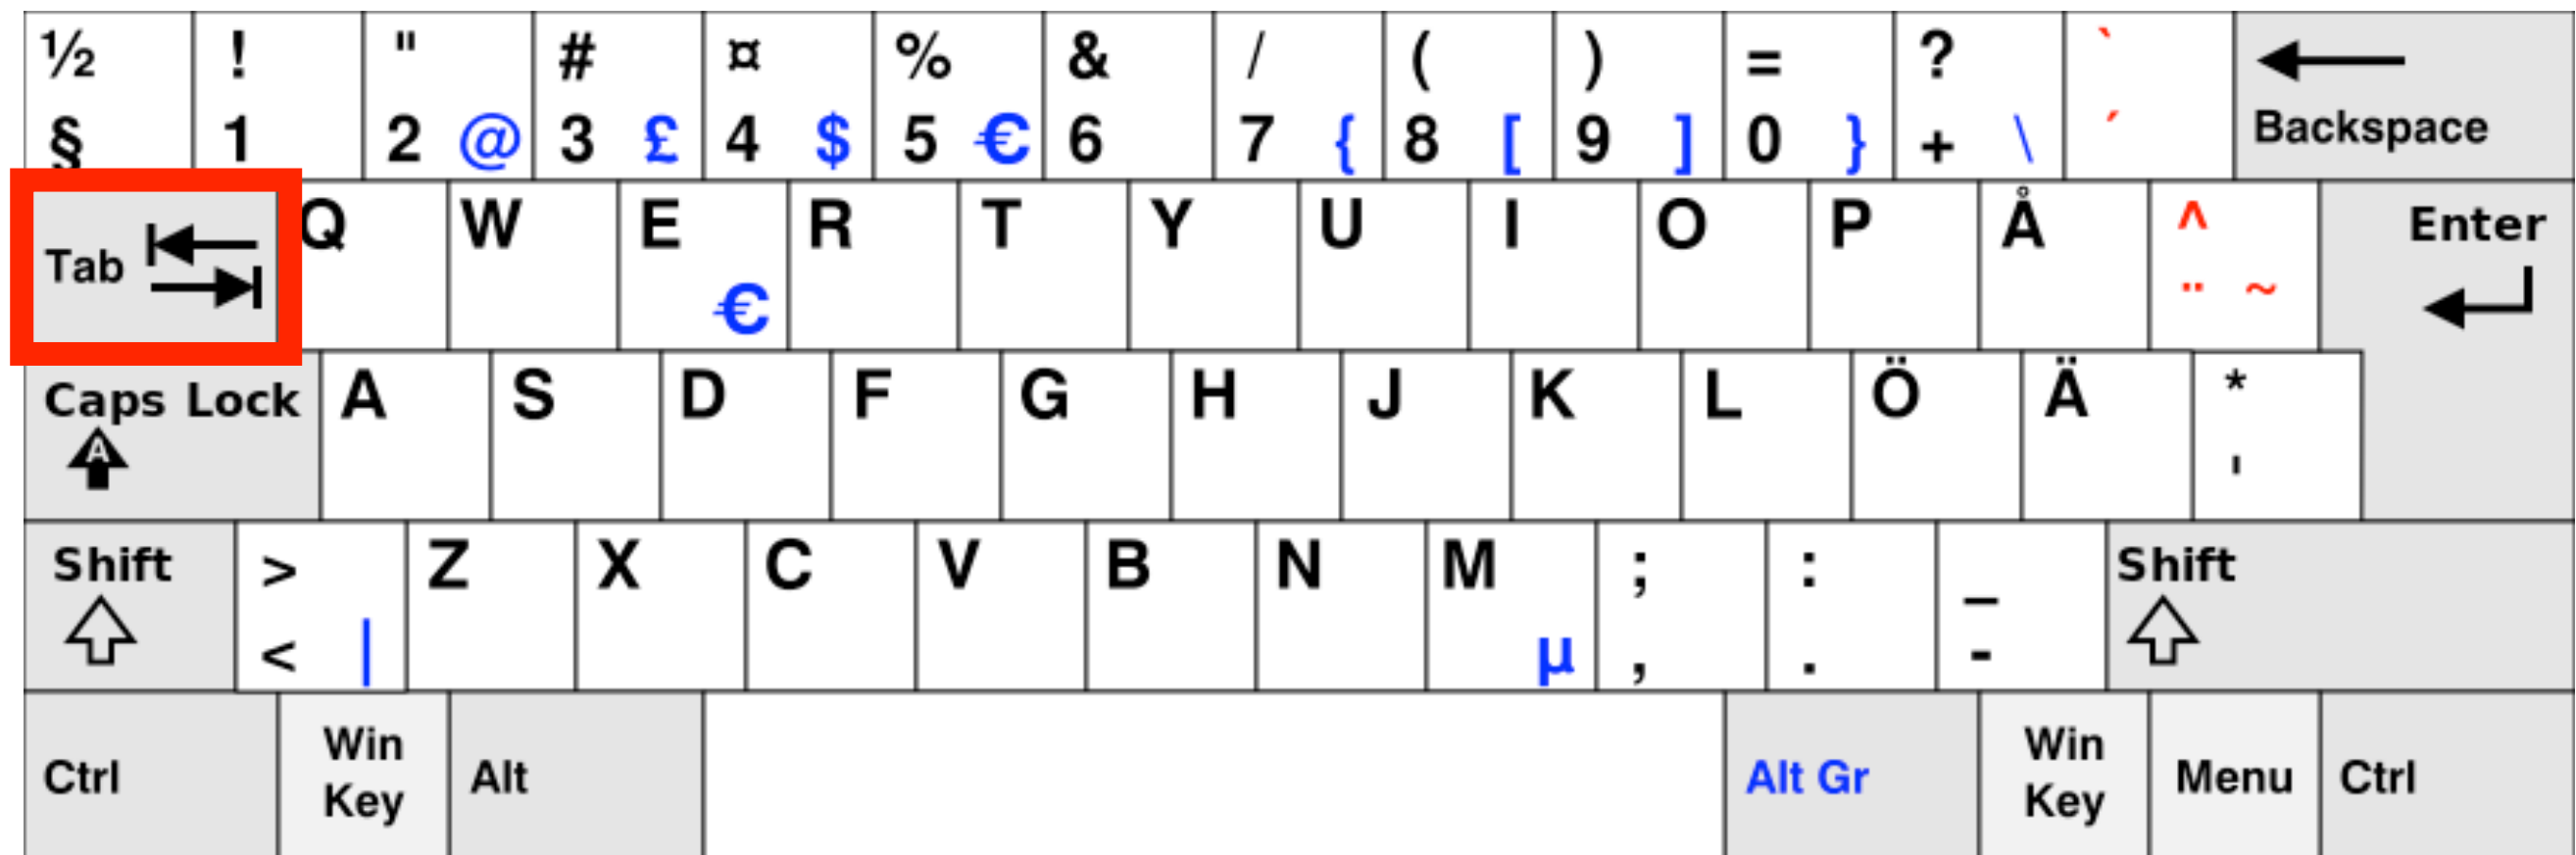 ½ ! " # ¤ % & / ( ) = ? `
§ 1 2 @ 3 £ 4 $ 5 € 6 7 { 8 [ 9 ] 0 } + \ ´ Backspace
Tab Q W E R T Y U I O P Å ^ Enter
€ ¨ ~
Caps Lock A S D F G H J K L Ö Ä *
A '
Shift > Z X C V B N M ; : _ Shift
< | µ , . -
Ctrl Win Key Alt Alt Gr Win Key Menu Ctrl